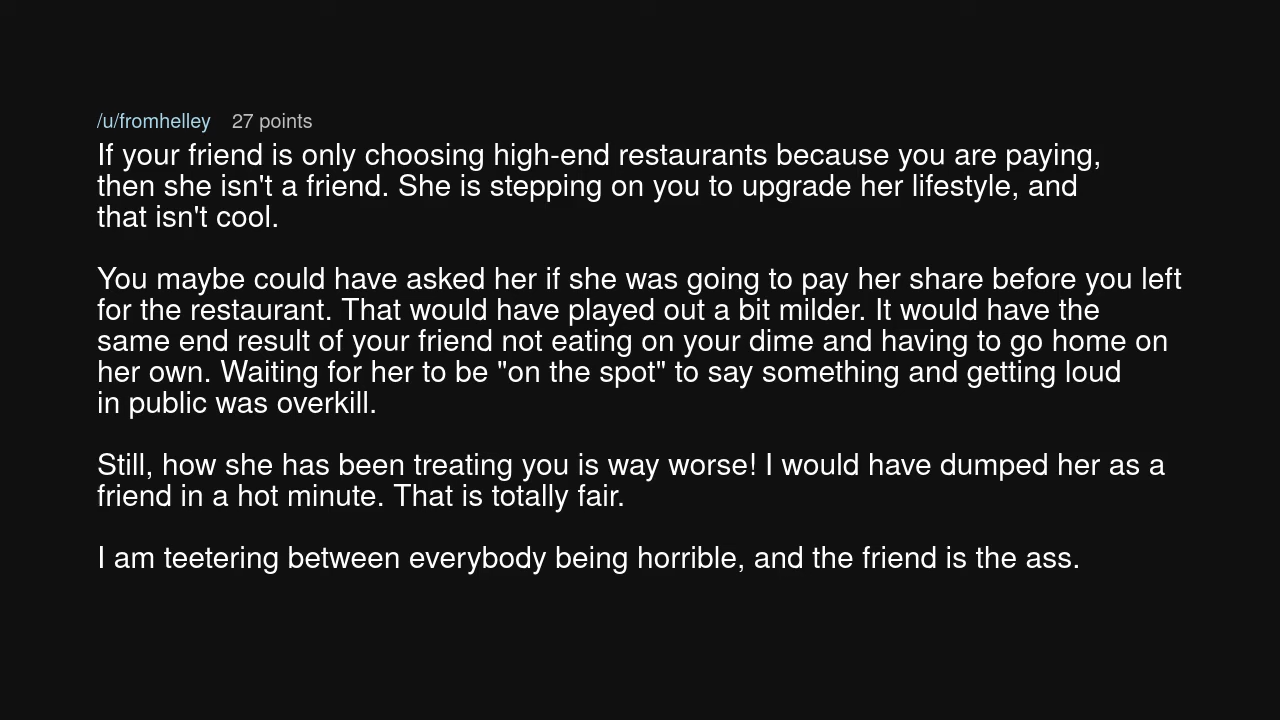 /u/fromhelley 27 points
If your friend is only choosing high-end restaurants because you are paying,
then she isn't a friend. She is stepping on you to upgrade her lifestyle, and
that isn't cool.
You maybe could have asked her if she was going to pay her share before you left
for the restaurant. That would have played out a bit milder. It would have the
same end result of your friend not eating on your dime and having to go home on
her own. Waiting for her to be "on the spot" to say something and getting loud
in public was overkill.
Still, how she has been treating you is way worse! I would have dumped her as a
friend in a hot minute. That is totally fair.
I am teetering between everybody being horrible, and the friend is the ass.